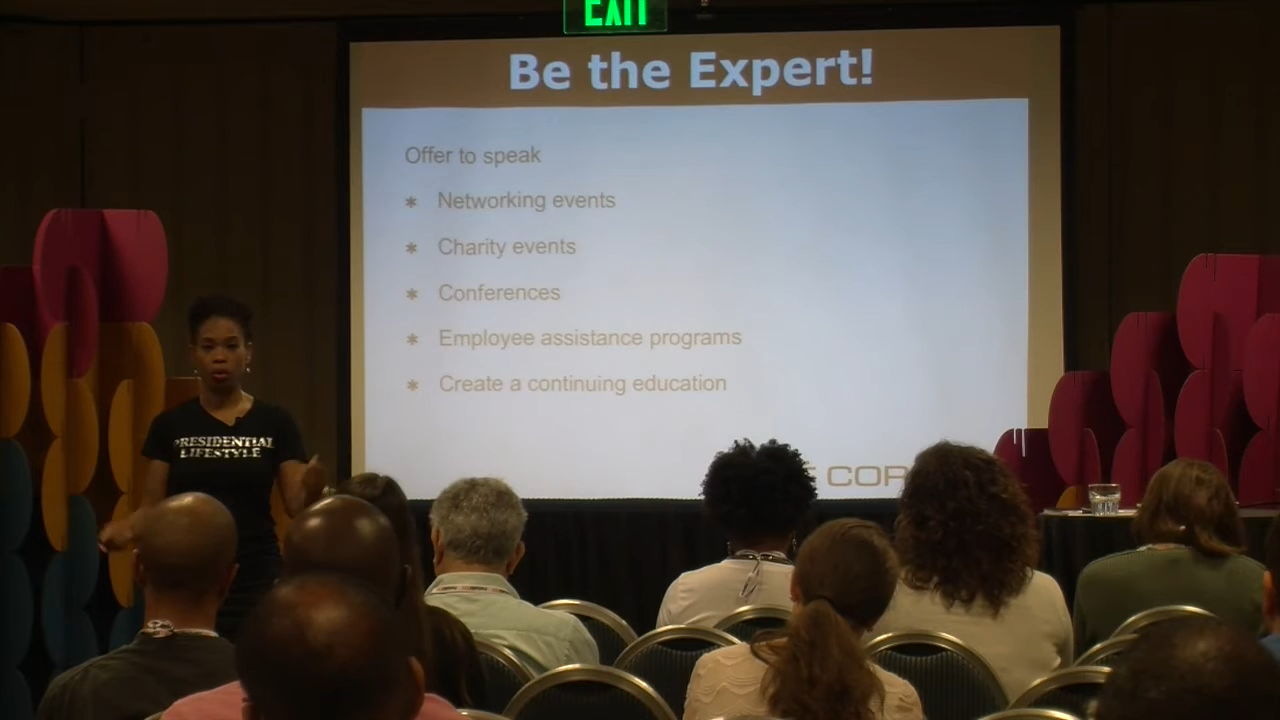 EXIT
Be the Expert!
Offer to speak
* Networking events
* Charity events
* Conferences
* Employee assistance programs
* Create a continuing education
PRESIDENTIAL
LIFESTYLE